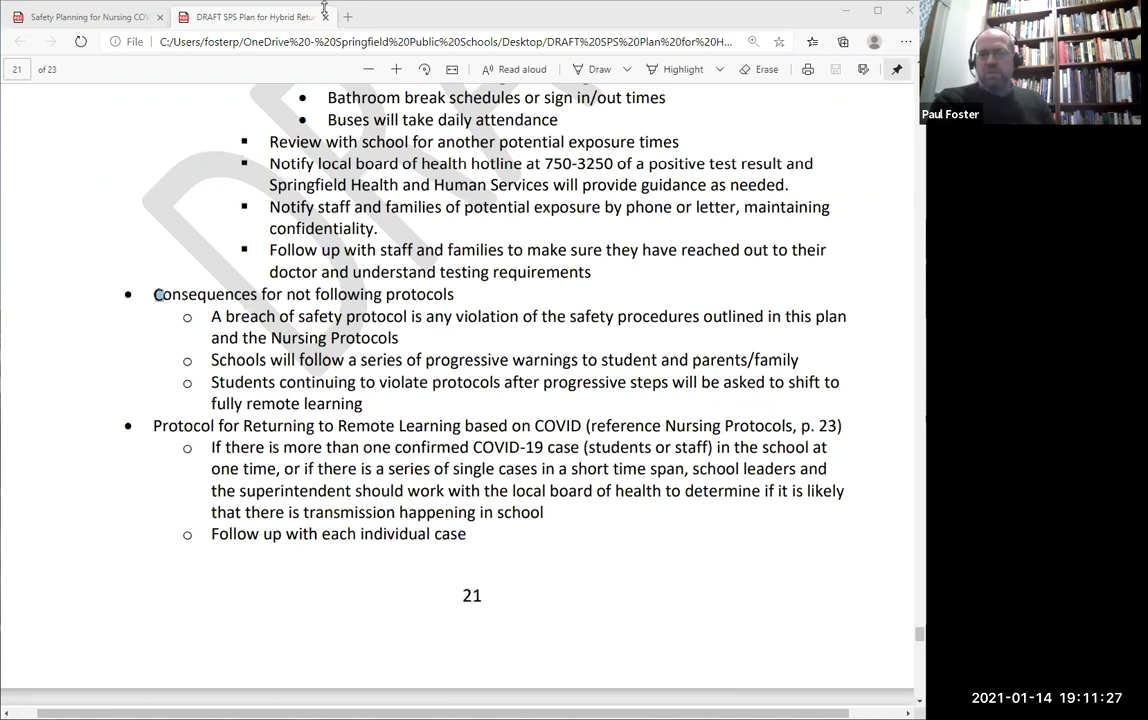 Safety Planning for Nursing COV
DRAFT SPS Plan for Hybrid Retu
File C:/Users/fosterp/OneDrive%20-%20Springfield%20Public%20Schools/Desktop/DRAFT%20SPS%20Plan%20for%20H...
21 of 23 Read aloud Draw Highlight Erase
Paul Foster
• Bathroom break schedules or sign in/out times
• Buses will take daily attendance
▪ Review with school for another potential exposure times
▪ Notify local board of health hotline at 750-3250 of a positive test result and
Springfield Health and Human Services will provide guidance as needed.
▪ Notify staff and families of potential exposure by phone or letter, maintaining
confidentiality.
▪ Follow up with staff and families to make sure they have reached out to their
doctor and understand testing requirements
• Consequences for not following protocols
o A breach of safety protocol is any violation of the safety procedures outlined in this plan
and the Nursing Protocols
o Schools will follow a series of progressive warnings to student and parents/family
o Students continuing to violate protocols after progressive steps will be asked to shift to
fully remote learning
• Protocol for Returning to Remote Learning based on COVID (reference Nursing Protocols, p. 23)
o If there is more than one confirmed COVID-19 case (students or staff) in the school at
one time, or if there is a series of single cases in a short time span, school leaders and
the superintendent should work with the local board of health to determine if it is likely
that there is transmission happening in school
o Follow up with each individual case
21
2021-01-14 19:11:27